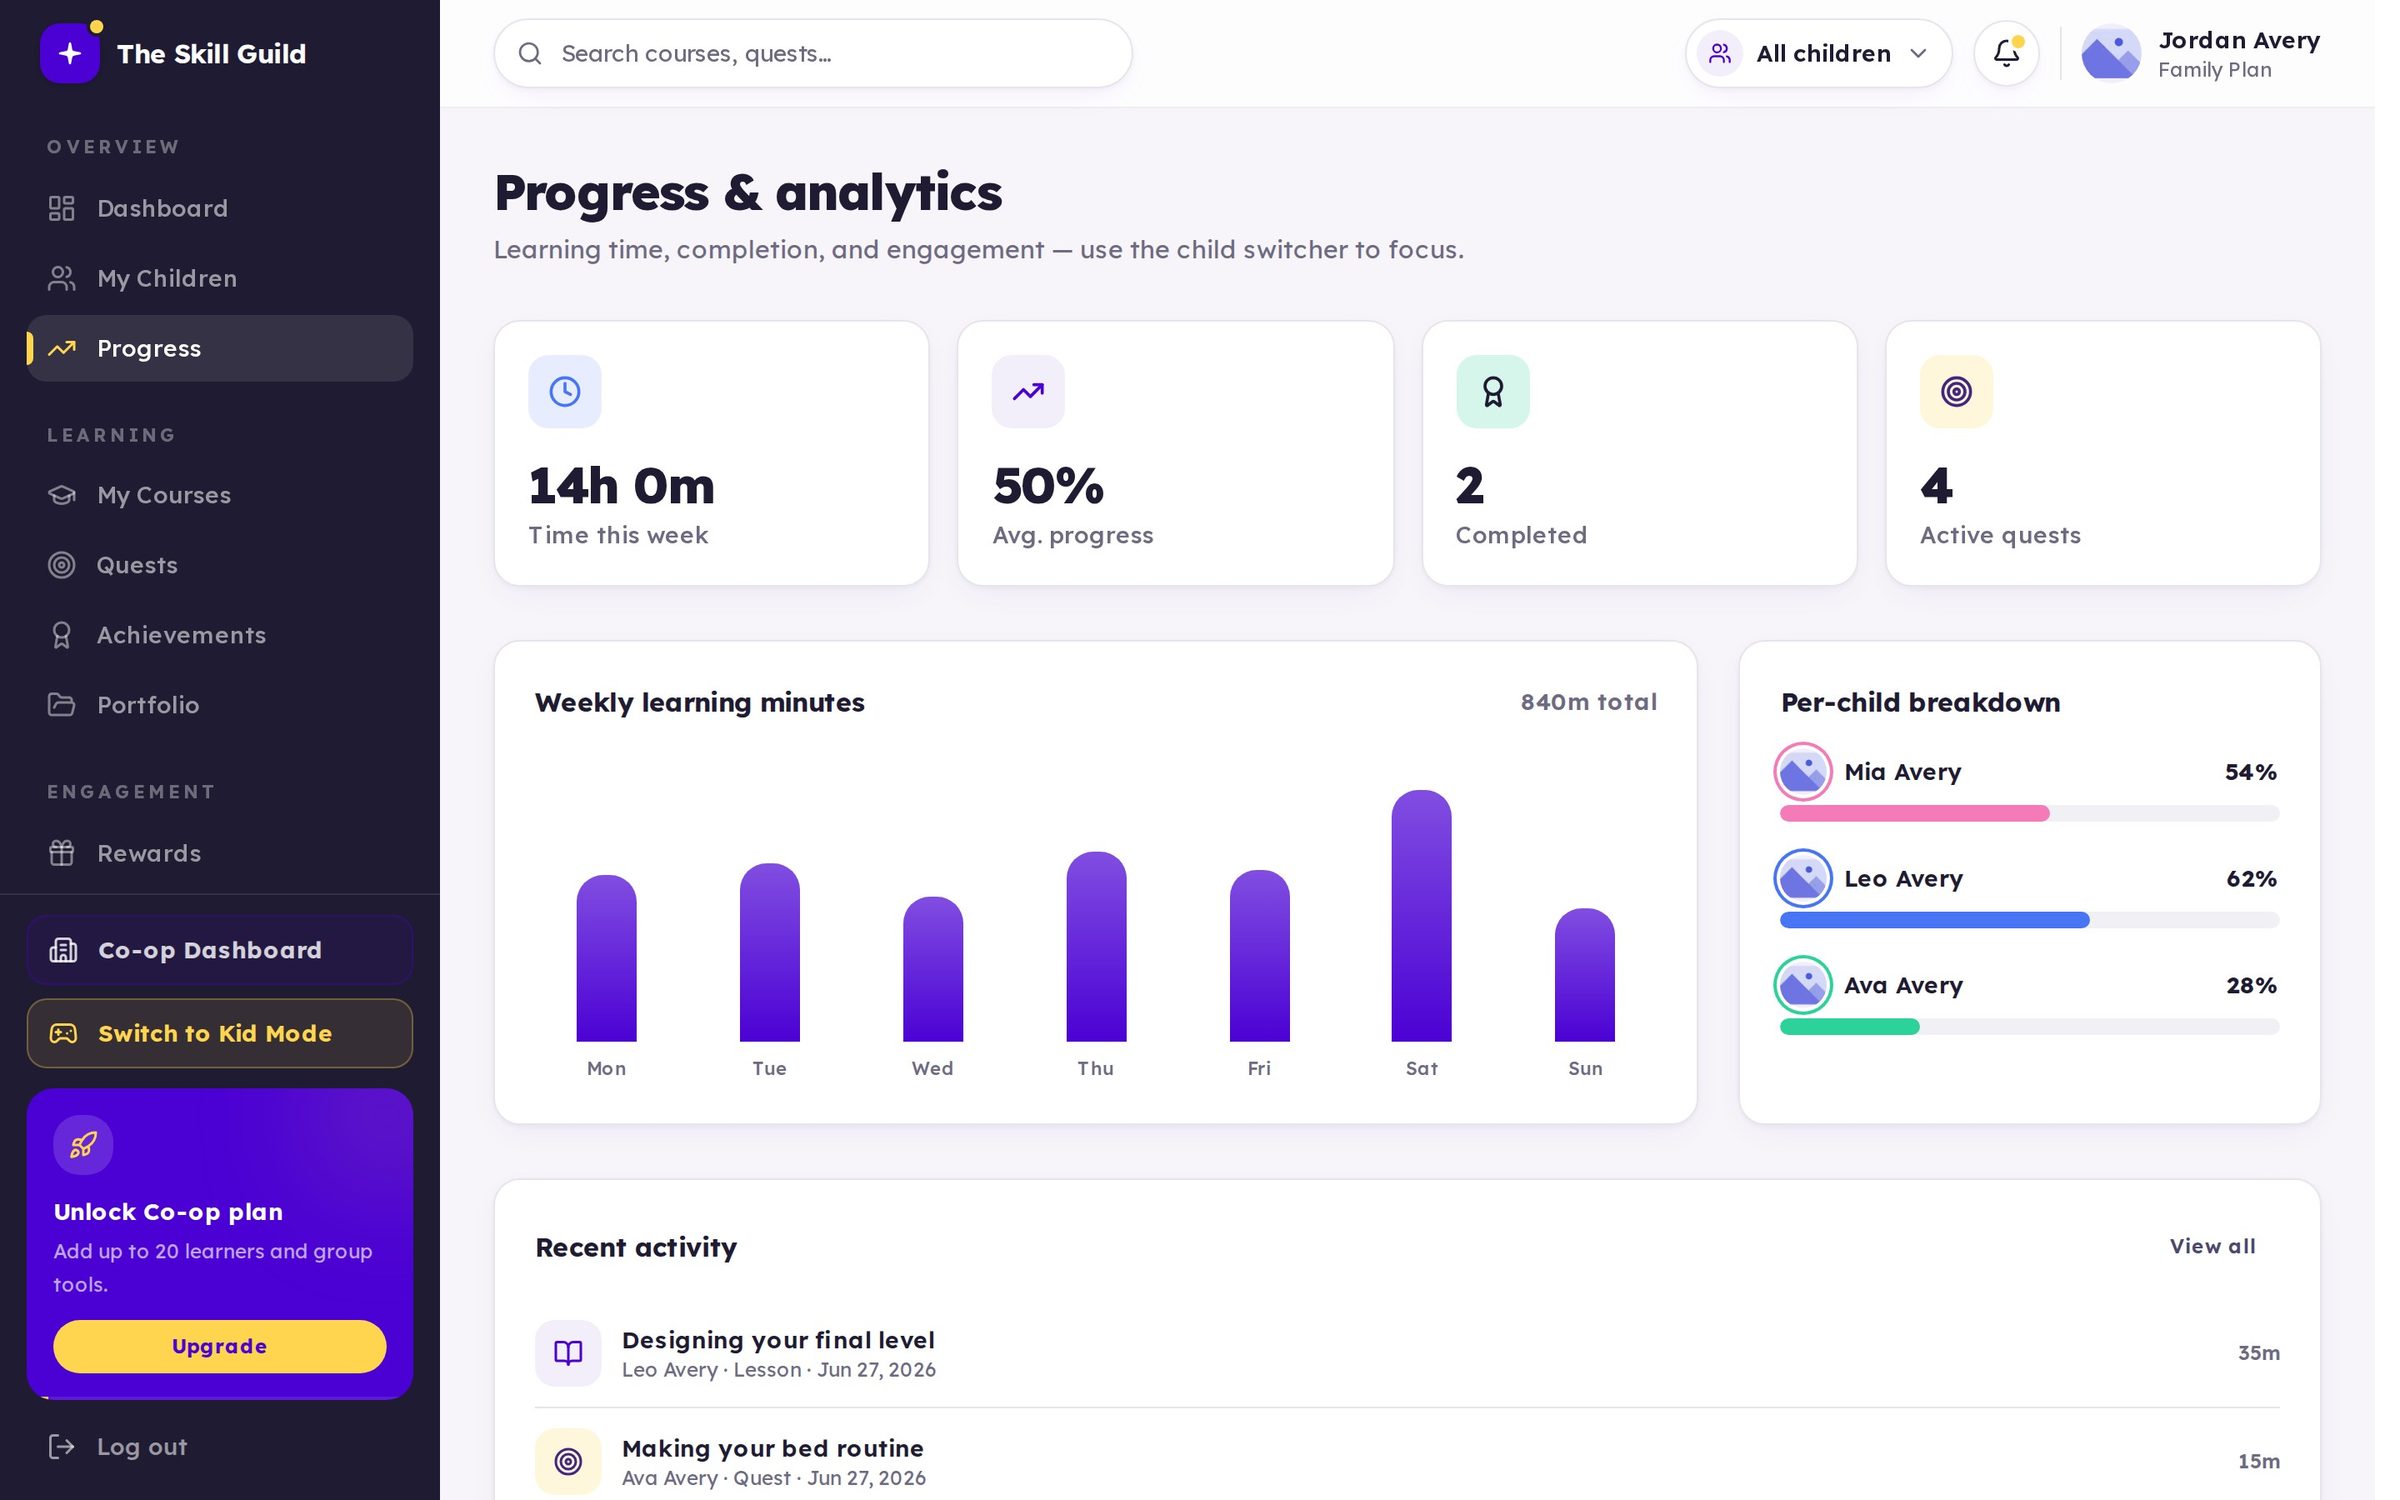 The Skill Guild
OVERVIEW
Dashboard
My Children
Progress
LEARNING
My Courses
Quests
Achievements
Portfolio
ENGAGEMENT
Rewards
Co-op Dashboard
Switch to Kid Mode
Unlock Co-op plan
Add up to 20 learners and group
tools.
Upgrade
Log out
Search courses, quests...
All children
Jordan Avery
Family Plan
Progress & analytics
Learning time, completion, and engagement — use the child switcher to focus.
14h 0m
Time this week
50%
Avg. progress
2
Completed
4
Active quests
Weekly learning minutes
840m total
Mon Tue Wed Thu Fri Sat Sun
Per-child breakdown
Mia Avery 54%
Leo Avery 62%
Ava Avery 28%
Recent activity
View all
Designing your final level
Leo Avery · Lesson · Jun 27, 2026
35m
Making your bed routine
Ava Avery · Quest · Jun 27, 2026
15m